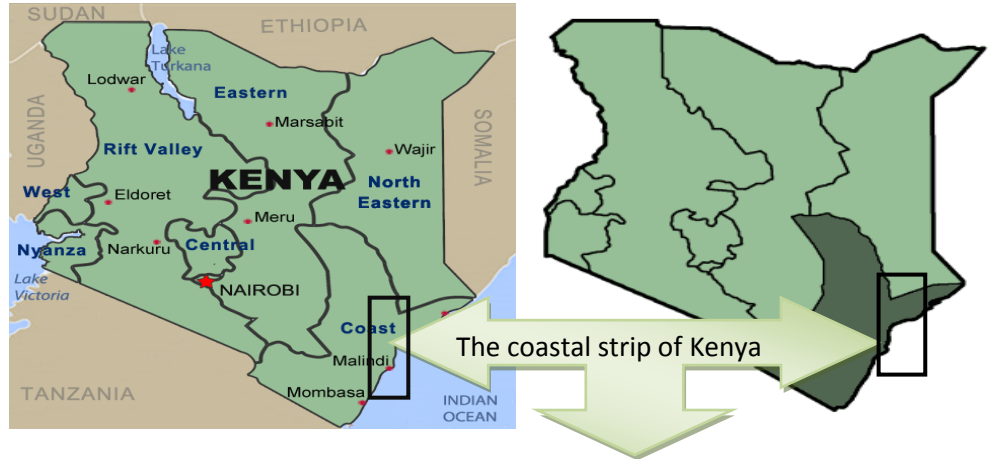 SUDAN
ETHIOPIA
Lake
Turkana
Lodwar
Eastern
UGANDA
SOMALIA
Marsabit
Rift Valley
Wajir
KENYA
West
Eldoret
North
Eastern
Meru
Nyanza
Narkuru
Central
Lake
Victoria
NAIROBI
Coast
The coastal strip of Kenya
Malindi
Mombasa
TANZANIA
INDIAN
OCEAN